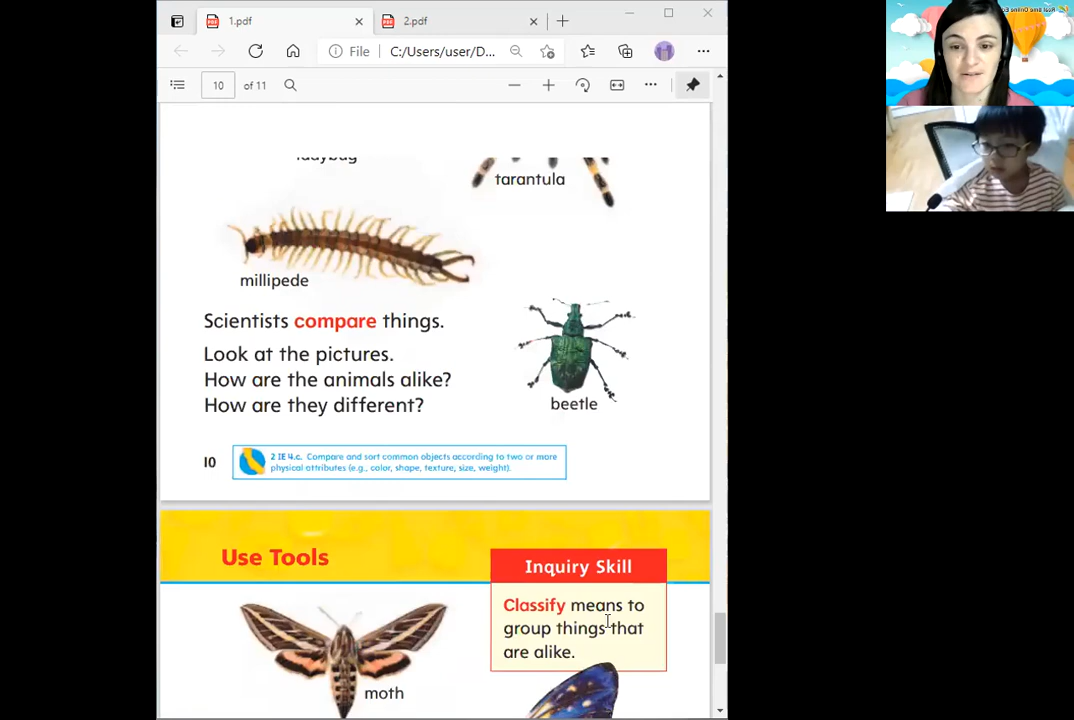 1.pdf
2.pdf
File
C:/Users/user/D...
10
of 11
ladybug
tarantula
millipede
Scientists compare things.
Look at the pictures.
How are the animals alike?
How are they different?
beetle
10
2 IE 4.c. Compare and sort common objects according to two or more
physical attributes (e.g., color, shape, texture, size, weight).
Use Tools
Inquiry Skill
Classify means to
group things that
are alike.
moth